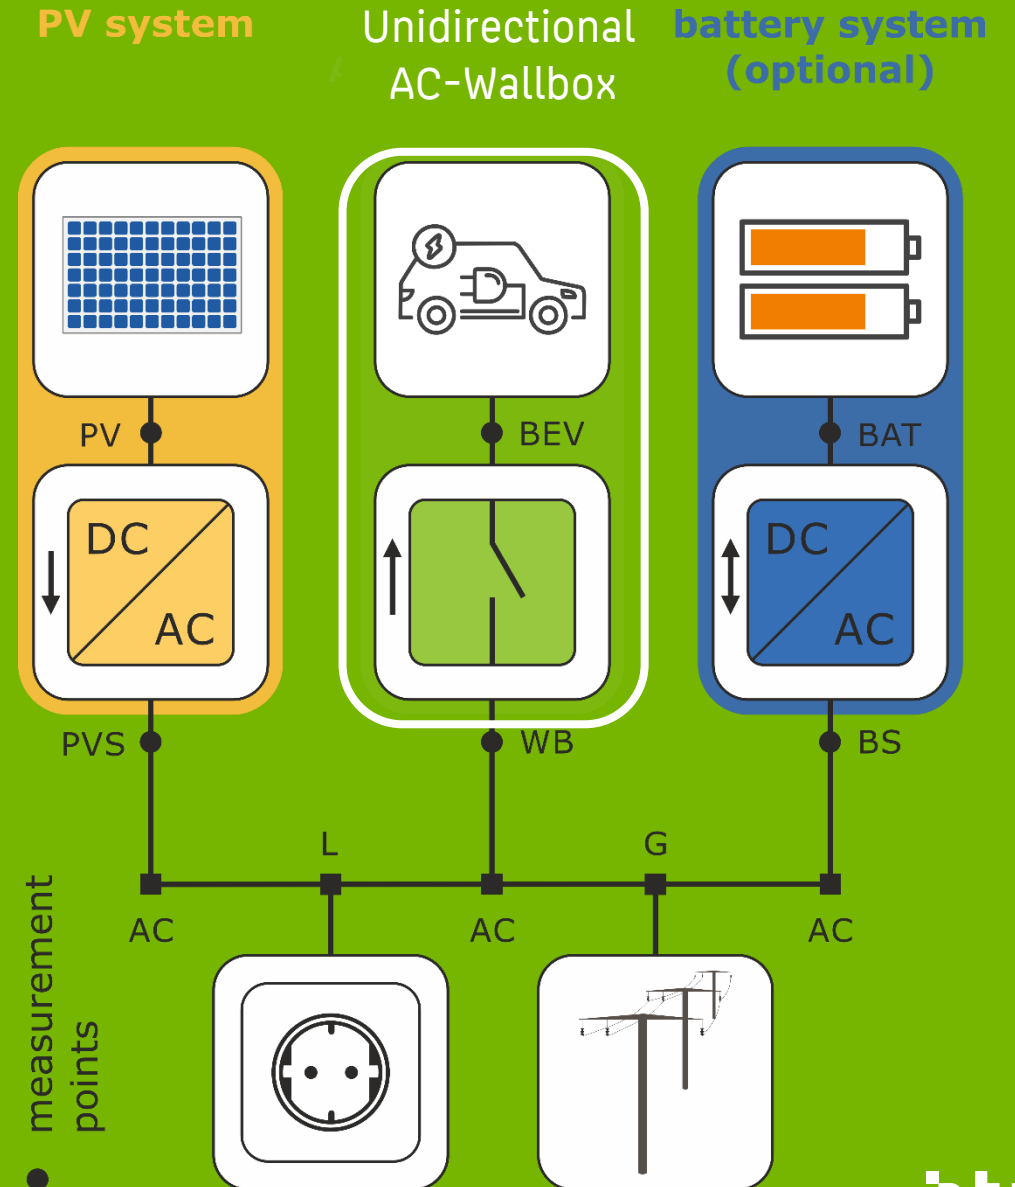 PV system
Unidirectional
AC-Wallbox
battery system
(optional)
PV
BEV
BAT
DC
AC
DC
AC
PVS
WB
BS
L
G
AC
AC
AC
measurement
points